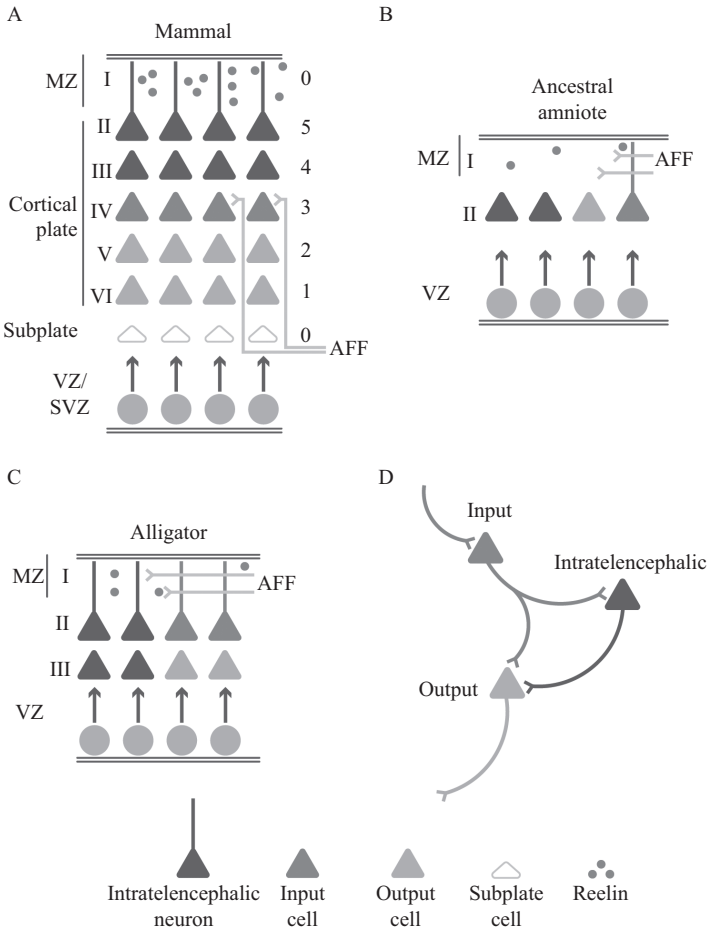 A
Mammal
MZ
I
0
II
5
III
4
Cortical
plate
IV
3
V
2
VI
1
Subplate
0
AFF
VZ/
SVZ
B
Ancestral
amniote
MZ
I
AFF
II
VZ
C
Alligator
MZ
I
AFF
II
III
VZ
D
Input
Intratelencephalic
Output
Intratelencephalic
neuron
Input
cell
Output
cell
Subplate
cell
Reelin